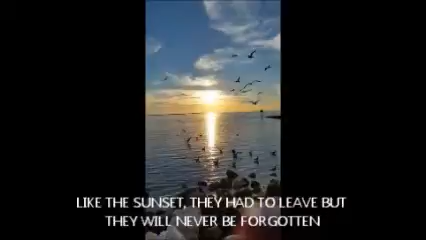 LIKE THE SUNSET, THEY HAD TO LEAVE BUT
THEY WILL NEVER BE FORGOTTEN